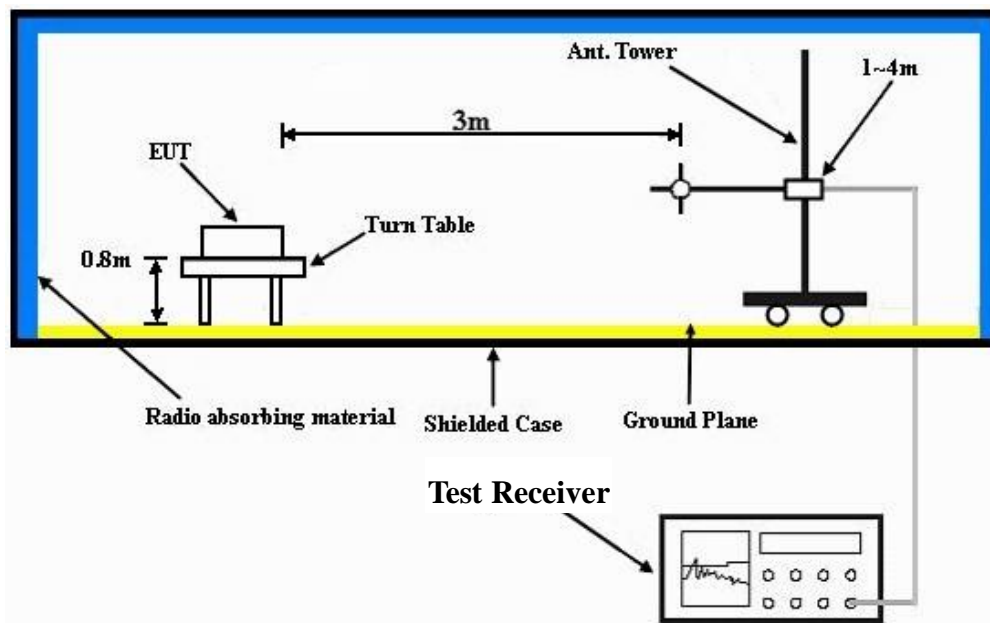 Ant. Tower
1~4m
3m
EUT
Turn Table
0.8m
Radio absorbing material
Shielded Case
Ground Plane
Test Receiver